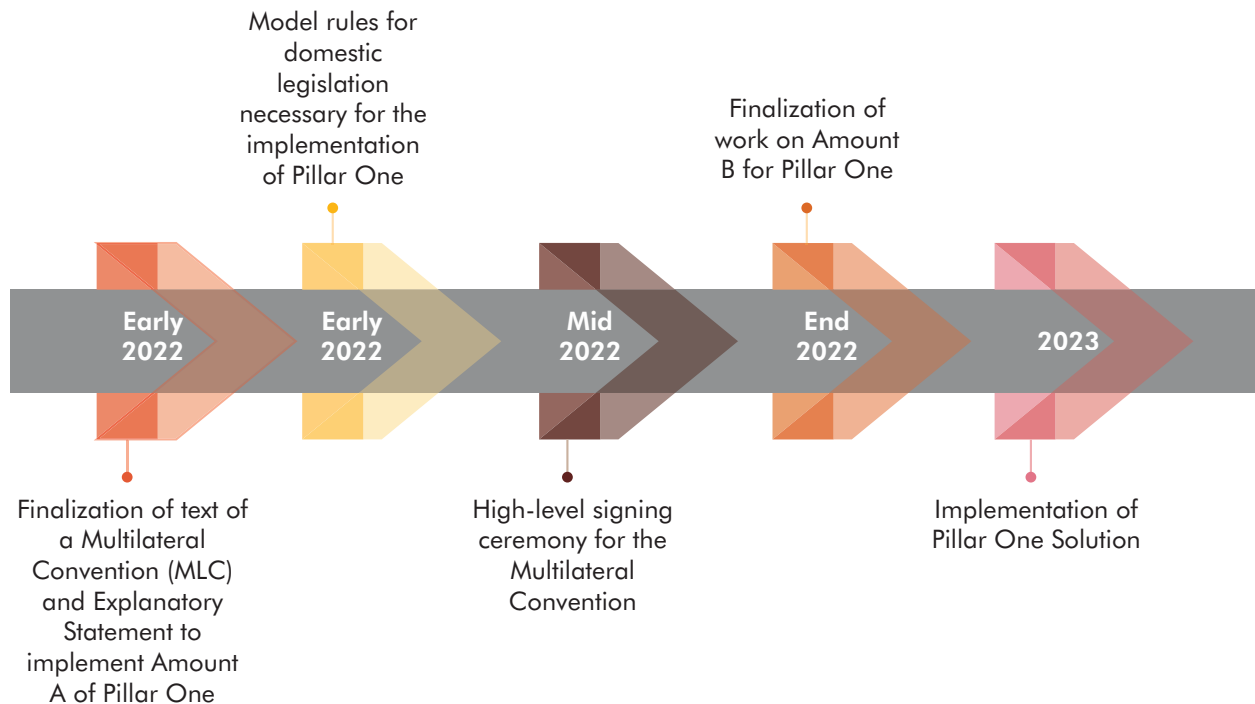 Model rules for
domestic
legislation
necessary for the
implementation
of Pillar One
Finalization of
work on Amount
B for Pillar One
Early
2022
Early
2022
Mid
2022
End
2022
2023
Finalization of text of
a Multilateral
Convention (MLC)
and Explanatory
Statement to
implement Amount
A of Pillar One
High-level signing
ceremony for the
Multilateral
Convention
Implementation of
Pillar One Solution